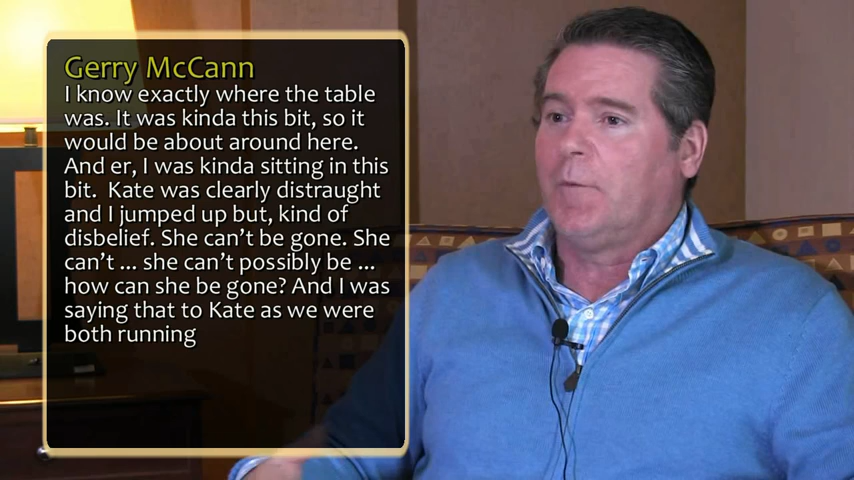 Gerry McCann
I know exactly where the table
was. It was kinda this bit, so it
would be about around here.
And er, I was kinda sitting in this
bit.  Kate was clearly distraught
and I jumped up but, kind of
disbelief. She can't be gone. She
can't ... she can't possibly be ...
how can she be gone? And I was
saying that to Kate as we were
both running